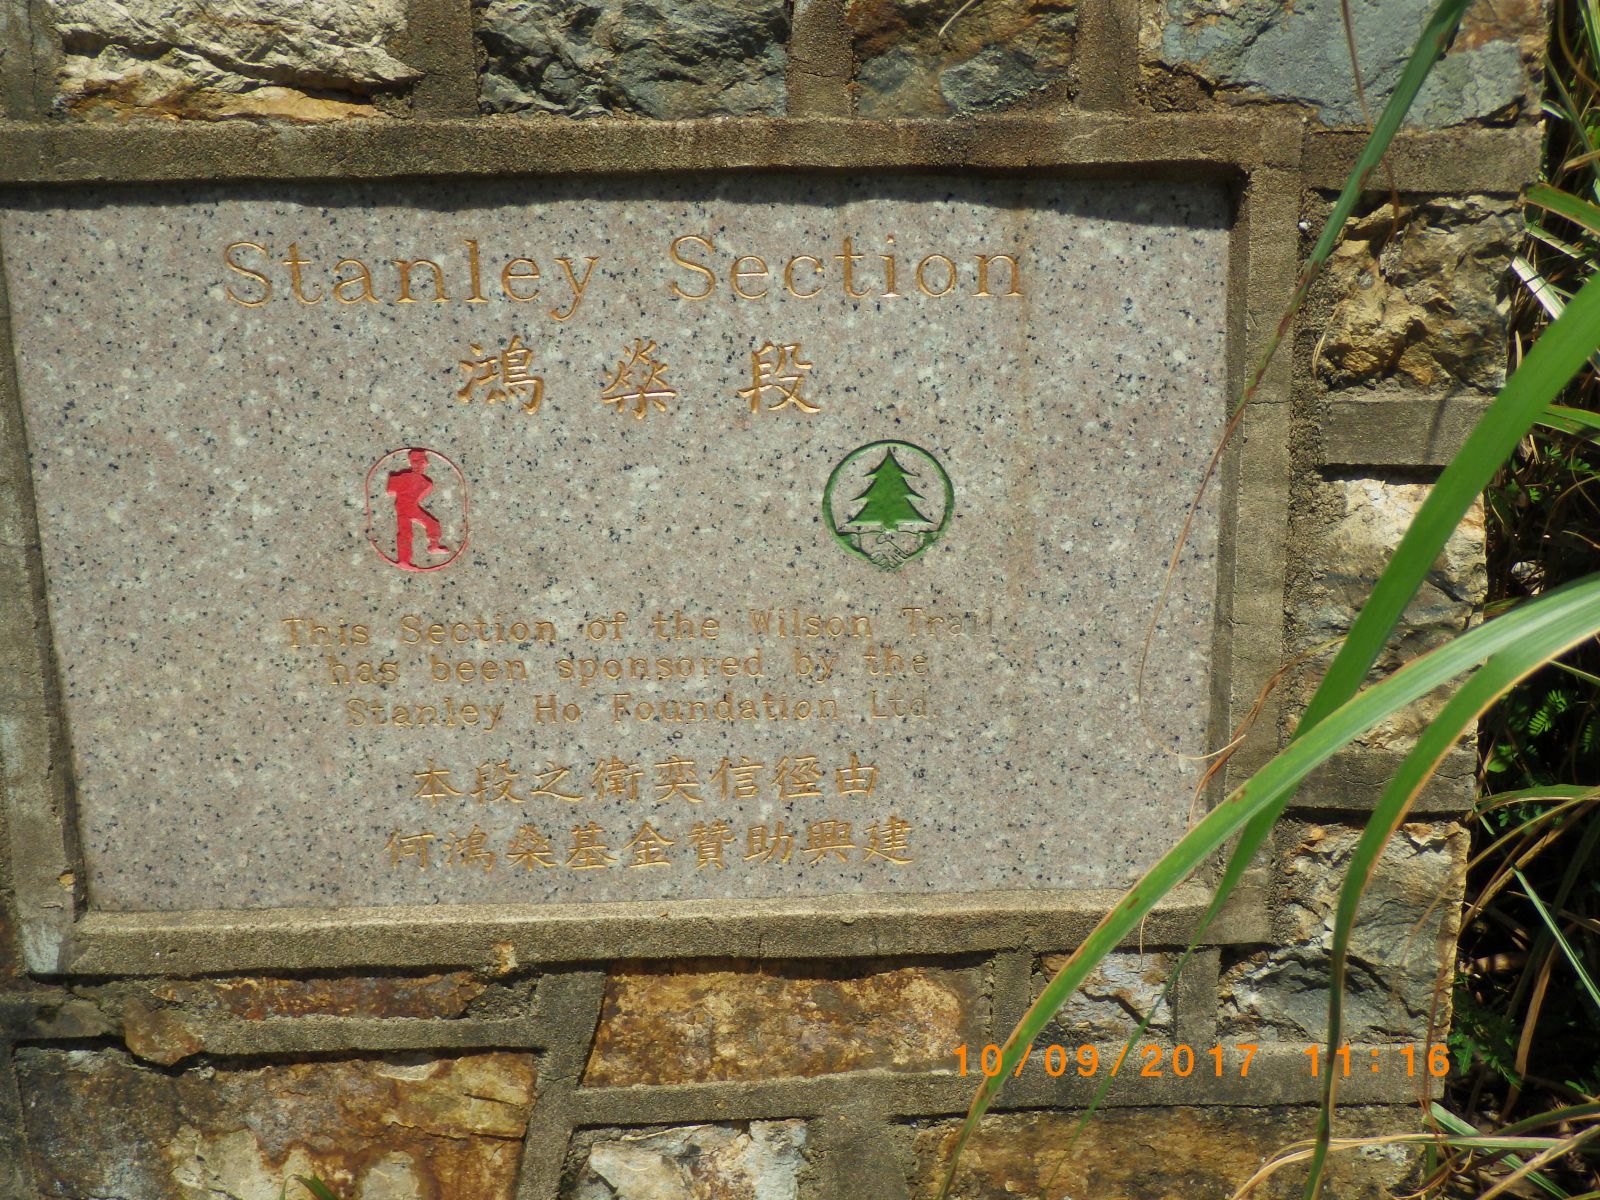 Stanley Section
鴻燊段
This Section of the Wilson Trail
has been sponsored by the
Stanley Ho Foundation Ltd.
本段之衛奕信徑由
何鴻燊基金贊助興建
10/09/2017 11:16